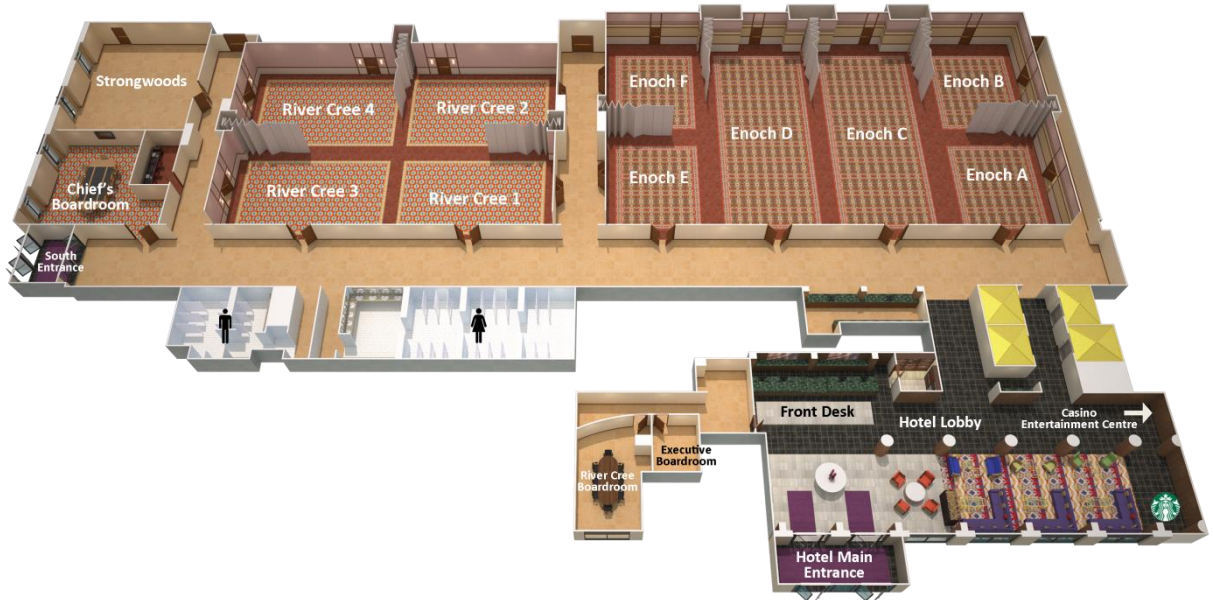 Strongwoods
River Cree 4
River Cree 2
Enoch F
Enoch B
Enoch D
Enoch C
Chief's
Boardroom
River Cree 3
River Cree 1
Enoch E
Enoch A
South
Entrance
Front Desk
Hotel Lobby
Casino
Entertainment Centre
Executive
Boardroom
River Cree
Boardroom
Hotel Main
Entrance